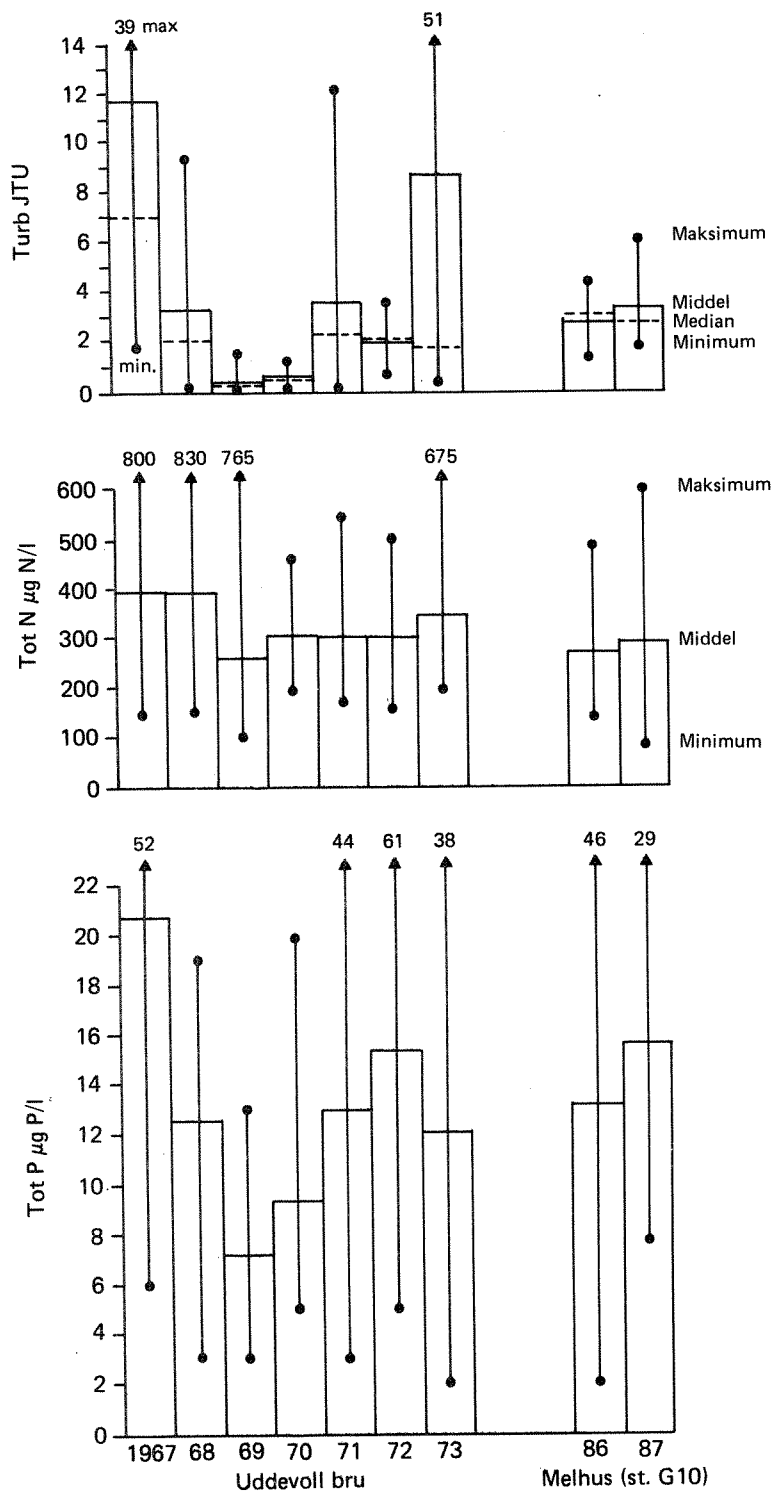 39 max
51
14
12
10
8
6
4
2
0
Turb JTU
min.
Maksimum
Middel
Median
Minimum
800
830
765
675
600
500
400
300
200
100
0
Tot N µg N/l
Maksimum
Middel
Minimum
52
44
61
38
46
29
22
20
18
16
14
12
10
8
6
4
2
0
Tot P µg P/l
1967 68 69 70 71 72 73 86 87
Uddevoll bru
Melhus (st. G10)